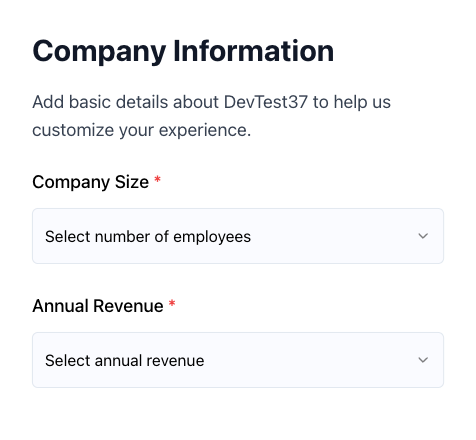 Company Information
Add basic details about DevTest37 to help us
customize your experience.
Company Size *
Select number of employees
Annual Revenue *
Select annual revenue